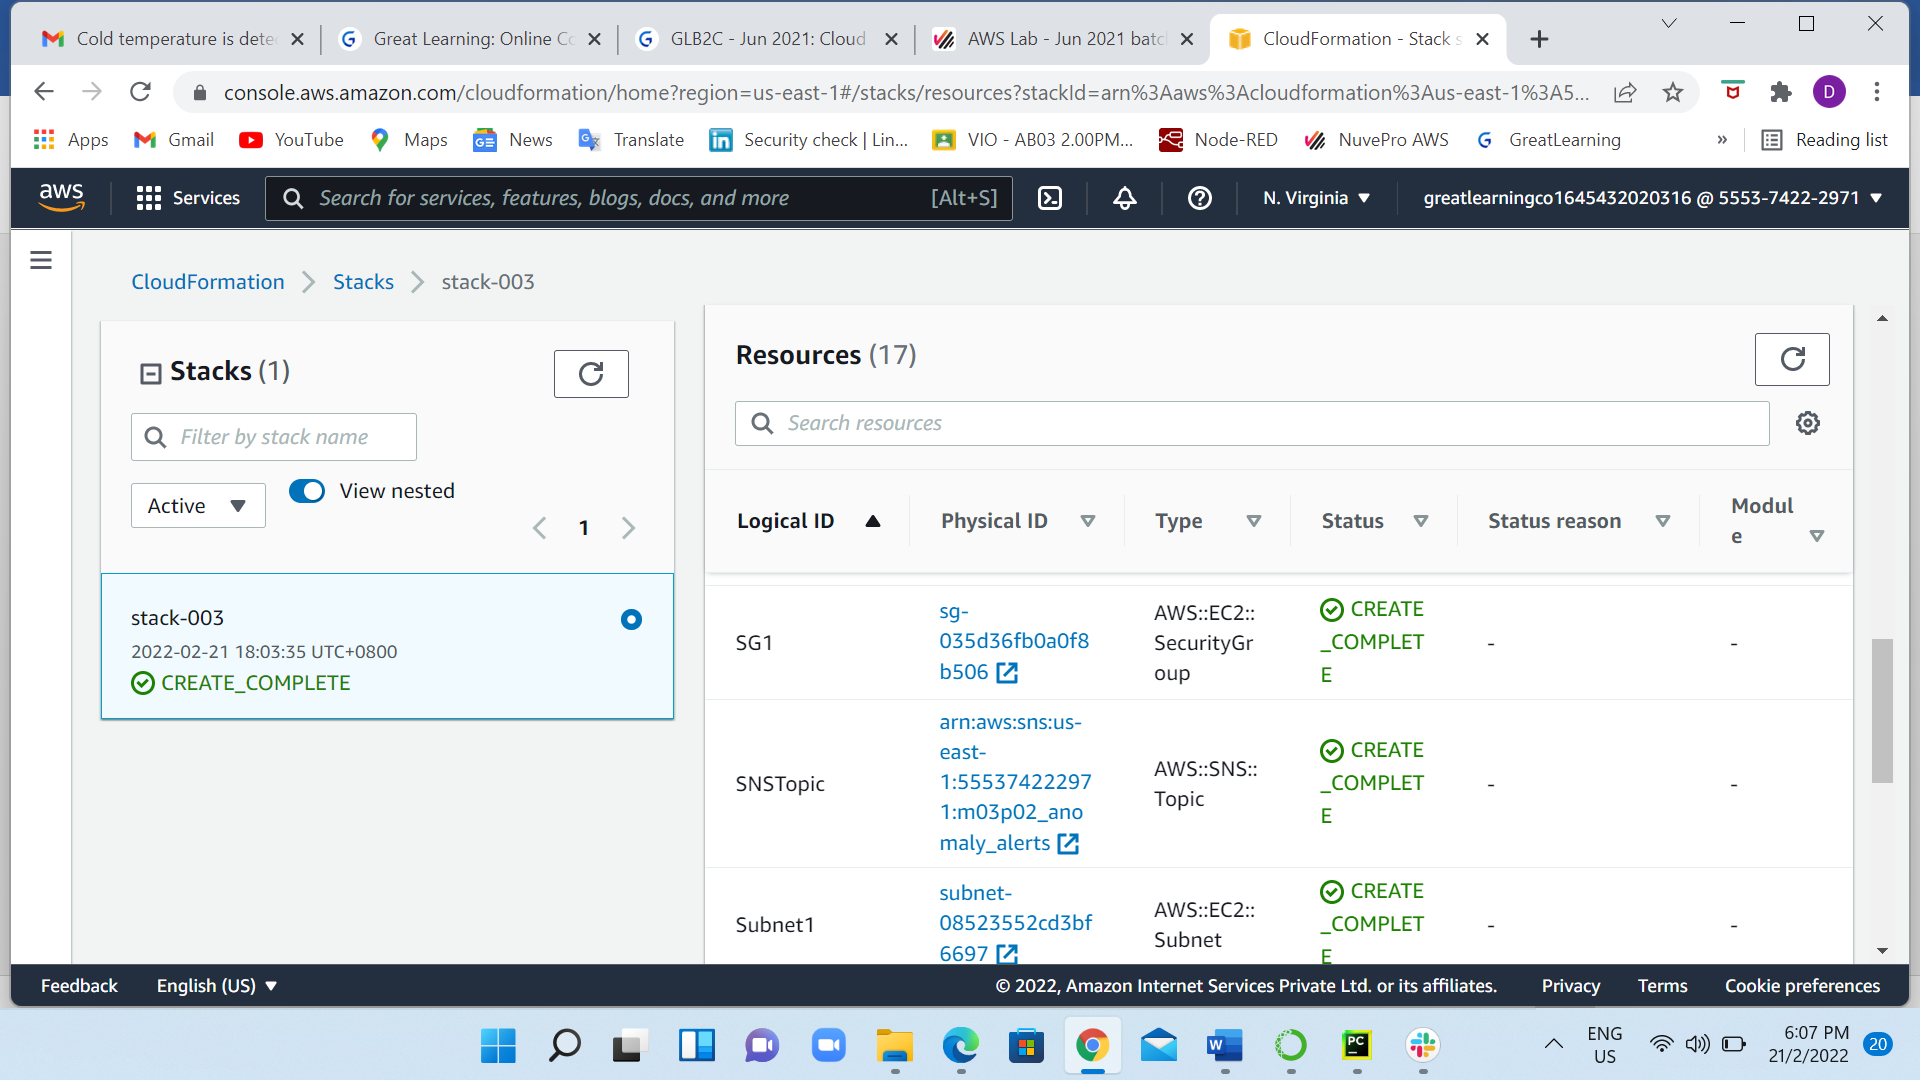 Cold temperature is dete
Great Learning: Online Co
GLB2C - Jun 2021: Cloud
AWS Lab - Jun 2021 batch
CloudFormation - Stack s
console.aws.amazon.com/cloudformation/home?region=us-east-1#/stacks/resources?stackId=arn%3Aaws%3Acloudformation%3Aus-east-1%3A5...
D
Apps
Gmail
YouTube
Maps
News
Translate
Security check | Lin...
VIO - AB03 2.00PM...
Node-RED
NuvePro AWS
GreatLearning
»
Reading list
aws
Services
Search for services, features, blogs, docs, and more
[Alt+S]
N. Virginia
greatlearningco1645432020316 @ 5553-7422-2971
CloudFormation
Stacks
stack-003
Stacks (1)
Filter by stack name
Active
View nested
1
stack-003
2022-02-21 18:03:35 UTC+0800
CREATE_COMPLETE
Resources (17)
Search resources
Logical ID
Physical ID
Type
Status
Status reason
Modul
e
SG1
sg-
035d36fb0a0f8
b506
AWS::EC2::
SecurityGr
oup
CREATE
_COMPLET
E
-
-
SNSTopic
arn:aws:sns:us-
east-
1:55537422297
1:m03p02_ano
maly_alerts
AWS::SNS::
Topic
CREATE
_COMPLET
E
-
-
Subnet1
subnet-
08523552cd3bf
6697
AWS::EC2::
Subnet
CREATE
_COMPLET
E
-
-
Feedback
English (US)
© 2022, Amazon Internet Services Private Ltd. or its affiliates.
Privacy
Terms
Cookie preferences
ENG
US
6:07 PM
21/2/2022
20